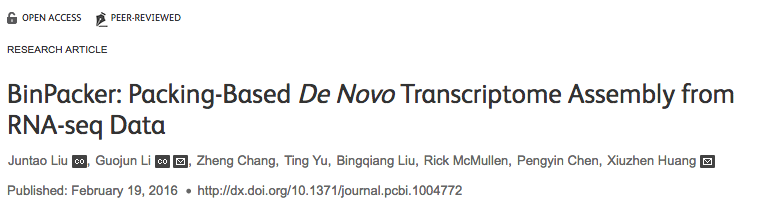 OPEN ACCESS PEER-REVIEWED
RESEARCH ARTICLE
BinPacker: Packing-Based De Novo Transcriptome Assembly from
RNA-seq Data
Juntao Liu co, Guojun Li co, Zheng Chang, Ting Yu, Bingqiang Liu, Rick McMullen, Pengyin Chen, Xiuzhen Huang
Published: February 19, 2016 • http://dx.doi.org/10.1371/journal.pcbi.1004772